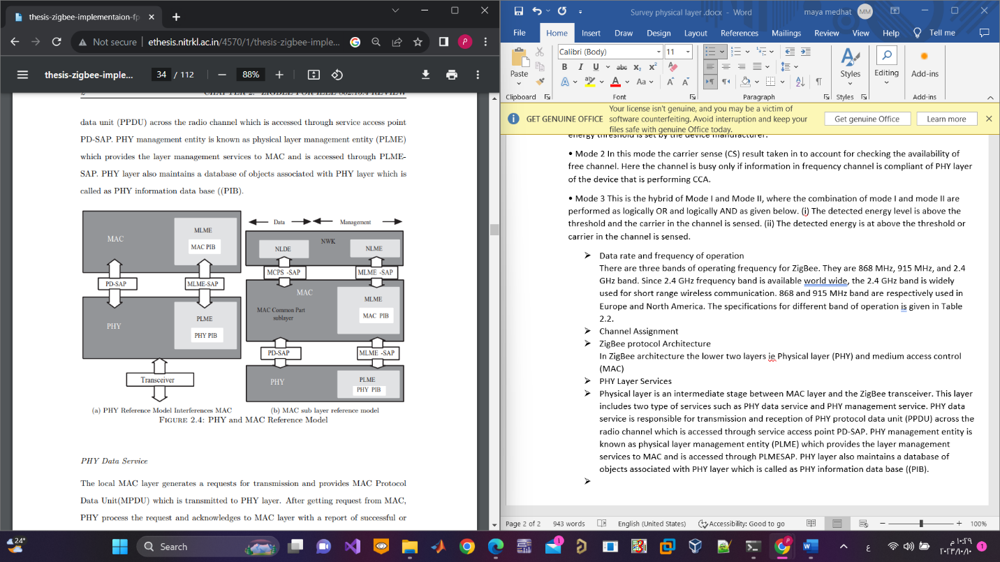 thesis-zigbee-implementaion-fp
Not secure
ethesis.nitrkl.ac.in/4570/1/thesis-zigbee-imple...
thesis-zigbee-imple...
34 / 112
88%
2 CHAPTER 2. ZIGBEE FOR IEEE 802.15.4 REVIEW
data unit (PPDU) across the radio channel which is accessed through service access point
PD-SAP. PHY management entity is known as physical layer management entity (PLME)
which provides the layer management services to MAC and is accessed through PLME-
SAP. PHY layer also maintains a database of objects associated with PHY layer which is
called as PHY information data base ((PIB).
MAC
MLME
MAC PIB
PD-SAP
MLME-SAP
PHY
PLME
PHY PIB
Transceiver
Data
Management
NWK
NLDE
NLME
MCPS -SAP
MLME -SAP
MAC
MLME
MAC Common Part
sublayer
MAC PIB
PD-SAP
MLME -SAP
PHY
PLME
PHY PIB
(a) PHY Reference Model Interferences MAC
(b) MAC sub layer reference model
FIGURE 2.4: PHY and MAC Reference Model
PHY Data Service
The local MAC layer generates a requests for transmission and provides MAC Protocol
Data Unit(MPDU) which is transmitted to PHY layer. After getting request from MAC,
PHY process the request and acknowledges to MAC layer with a report of successful or
Survey physical layer .docx - Word
maya medhat
MM
File Home Insert Draw Design Layout References Mailings Review View Help Tell me
Calibri (Body)
11
Paste
Styles
Editing
Add-ins
Clipboard
Font
Paragraph
Styles
Add-ins
GET GENUINE OFFICE
Your license isn't genuine, and you may be a victim of
software counterfeiting. Avoid interruption and keep your
files safe with genuine Office today.
Get genuine Office
Learn more
energy threshold is set by the device manufacturer.
• Mode 2 In this mode the carrier sense (CS) result taken in to account for checking the availability of
free channel. Here the channel is busy only if information in frequency channel is compliant of PHY layer
of the device that is performing CCA.
• Mode 3 This is the hybrid of Mode I and Mode II, where the combination of mode I and mode II are
performed as logically OR and logically AND as given below. (i) The detected energy level is above the
threshold and the carrier in the channel is sensed. (ii) The detected energy is at above the threshold or
carrier in the channel is sensed.
➢ Data rate and frequency of operation
There are three bands of operating frequency for ZigBee. They are 868 MHz, 915 MHz, and 2.4
GHz band. Since 2.4 GHz frequency band is available world wide, the 2.4 GHz band is widely
used for short range wireless communication. 868 and 915 MHz band are respectively used in
Europe and North America. The specifications for different band of operation is given in Table
2.2.
➢ Channel Assignment
➢ ZigBee protocol Architecture
In ZigBee architecture the lower two layers ie Physical layer (PHY) and medium access control
(MAC)
➢ PHY Layer Services
➢ Physical layer is an intermediate stage between MAC layer and the ZigBee transceiver. This layer
includes two type of services such as PHY data service and PHY management service. PHY data
service is responsible for transmission and reception of PHY protocol data unit (PPDU) across the
radio channel which is accessed through service access point PD-SAP. PHY management entity is
known as physical layer management entity (PLME) which provides the layer management
services to MAC and is accessed through PLMESAP. PHY layer also maintains a database of
objects associated with PHY layer which is called as PHY information data base ((PIB).
➢
Page 2 of 2
943 words
English (United States)
Accessibility: Good to go
100%
24°
Search
ع
١٠:٢٩ م
٢٠٢٣/١٠/١٠
1